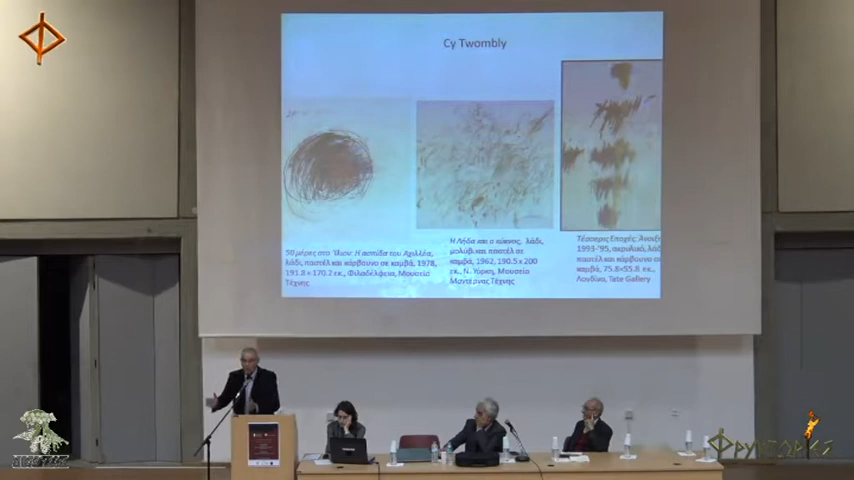 Cy Twombly
50 μέρες στο Ίλιον: Η ασπίδα του Αχιλλέα,
λάδι, παστέλ και κάρβουνο σε καμβά, 1978,
191.8 × 170.2 εκ., Φιλαδέλφεια, Μουσείο
Τέχνης
Η Λήδα και ο κύκνος, λάδι,
μολύβι και παστέλ σε
καμβά, 1962, 190.5 x 200
εκ., Ν. Υόρκη, Μουσείο
Μοντέρνας Τέχνης
Τέσσερις Εποχές: Άνοιξη
1993-'95, ακρυλικό, λάδι
παστέλ και κάρβουνο σε
καμβά, 75.8×55.8 εκ.
Λονδίνο, Tate Gallery
ΦΡΥΚΤΩΡΙΕΣ